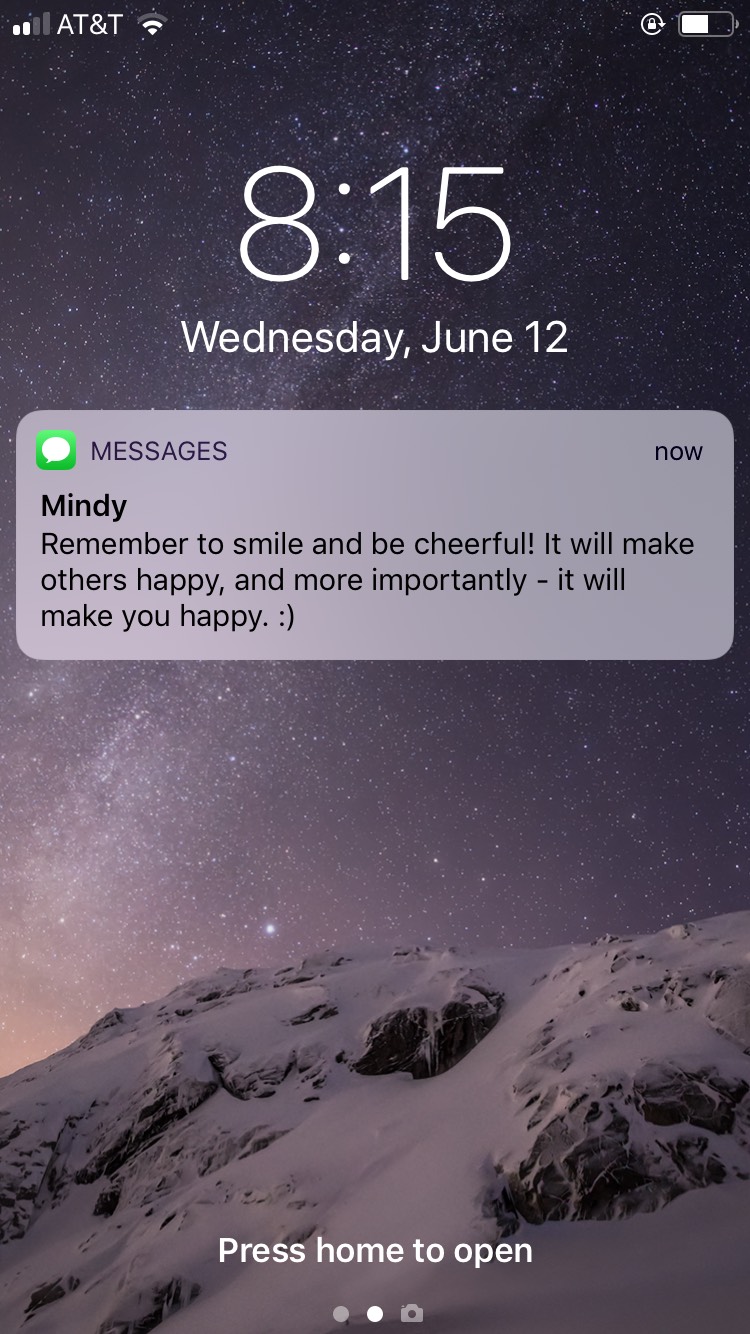 AT&T
8:15
Wednesday, June 12
MESSAGES now
Mindy
Remember to smile and be cheerful! It will make
others happy, and more importantly - it will
make you happy. :)
Press home to open